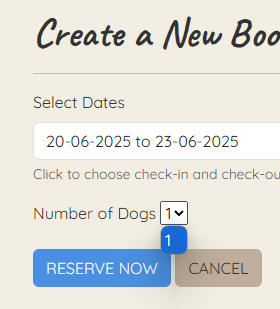 Create a New Boo
Select Dates
20-06-2025 to 23-06-2025
Click to choose check-in and check-ou
Number of Dogs 1
1
RESERVE NOW CANCEL